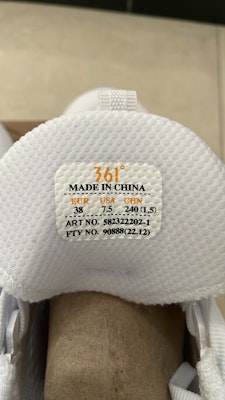 361°
MADE IN CHINA
EUR USA CHN
38 7.5 240(1.5)
ART NO. 582322202-1
FTY NO. 90888(22.12)